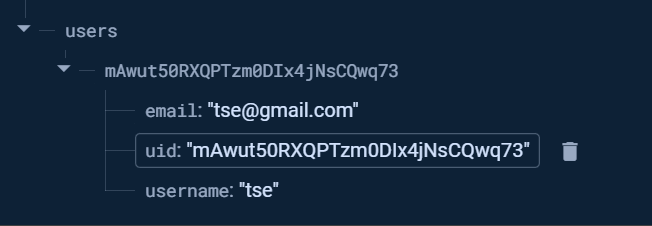 users
mAwut50RXQPTzm0DIx4jNsCQwq73
email: "tse@gmail.com"
uid: "mAwut50RXQPTzm0DIx4jNsCQwq73"
username: "tse"